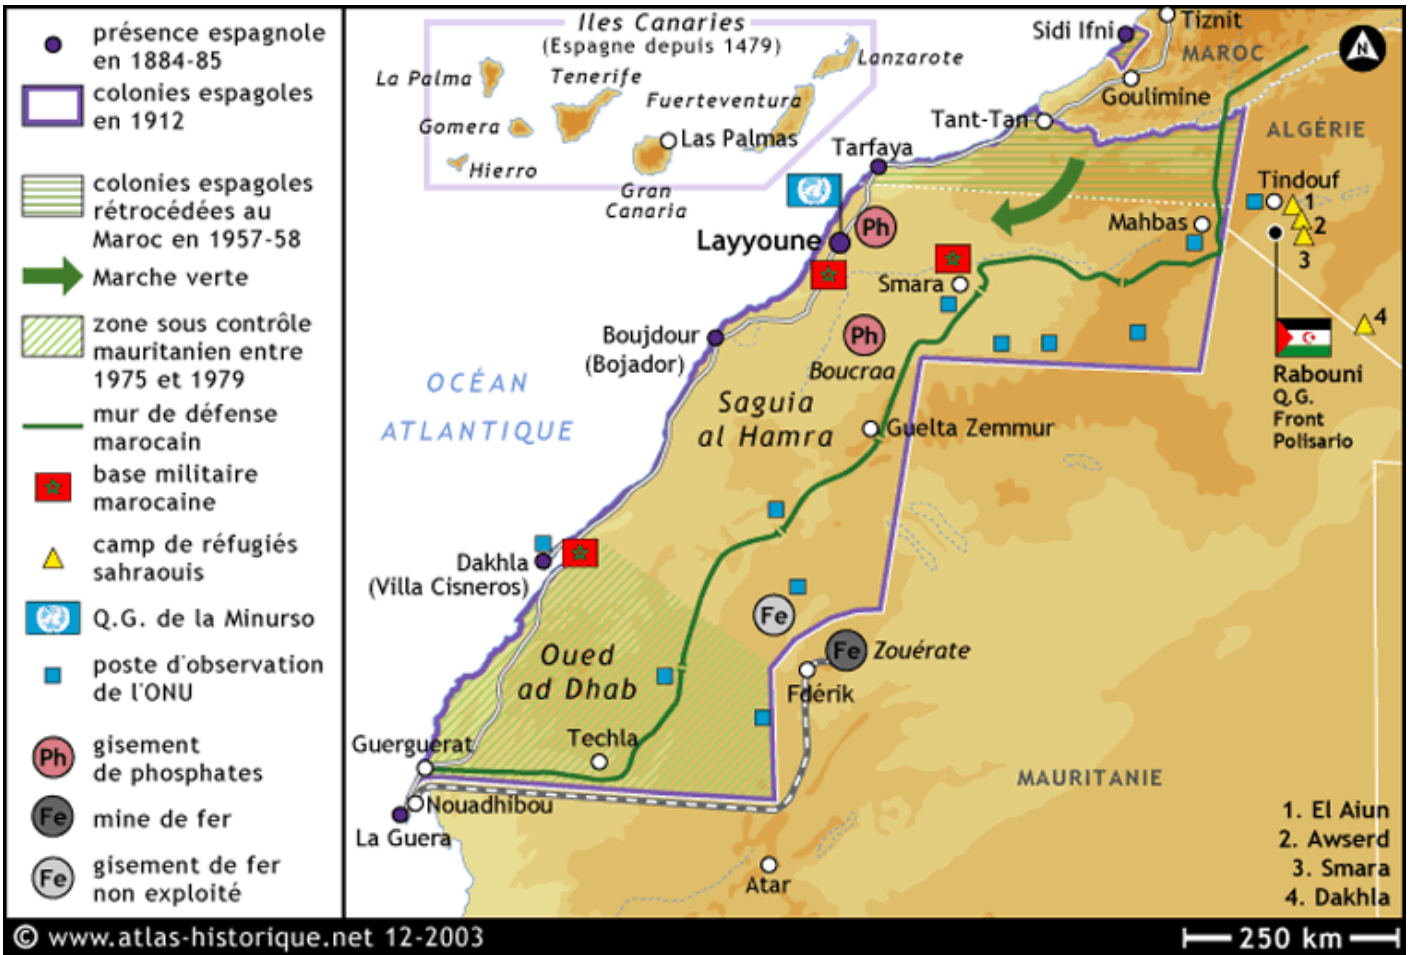 présence espagnole
en 1884-85
colonies espagoles
en 1912
colonies espagoles
rétrocédées au
Maroc en 1957-58
Marche verte
zone sous contrôle
mauritanien entre
1975 et 1979
mur de défense
marocain
base militaire
marocaine
camp de réfugiés
sahraouis
Q.G. de la Minurso
poste d'observation
de l'ONU
Ph
gisement
de phosphates
Fe
mine de fer
Fe
gisement de fer
non exploité
Iles Canaries
(Espagne depuis 1479)
La Palma
Tenerife
Lanzarote
Fuerteventura
Gomera
Las Palmas
Hierro
Gran
Canaria
Sidi Ifni
Tiznit
MAROC
N
Goulimine
Tant-Tan
ALGÉRIE
Tarfaya
Tindouf
1
2
3
4
Mahbas
Layyoune
Ph
Smara
Boujdour
(Bojador)
Ph
Boucraa
Rabouni
Q.G.
Front
Polisario
OCÉAN
ATLANTIQUE
Saguia
al Hamra
Guelta Zemmur
Dakhla
(Villa Cisneros)
Fe
Fe
Zouérate
Fdérik
Oued
ad Dhab
Techla
Guerguerat
Nouadhibou
La Guera
MAURITANIE
Atar
1. El Aiun
2. Awserd
3. Smara
4. Dakhla
© www.atlas-historique.net 12-2003
250 km